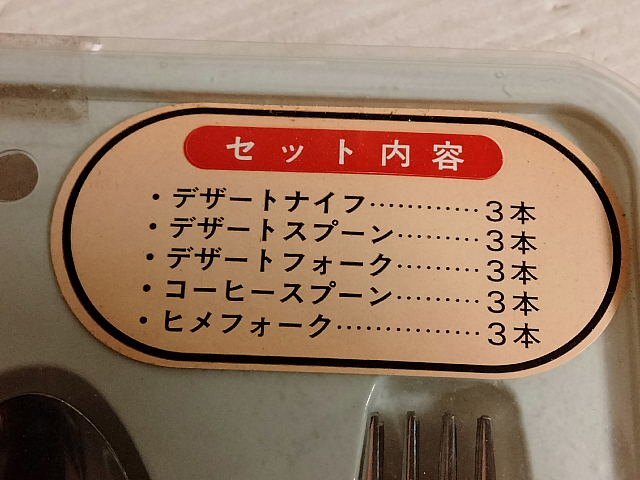 セット内容
・デザートナイフ…………３本
・デザートスプーン………３本
・デザートフォーク………３本
・コーヒースプーン………３本
・ヒメフォーク……………３本